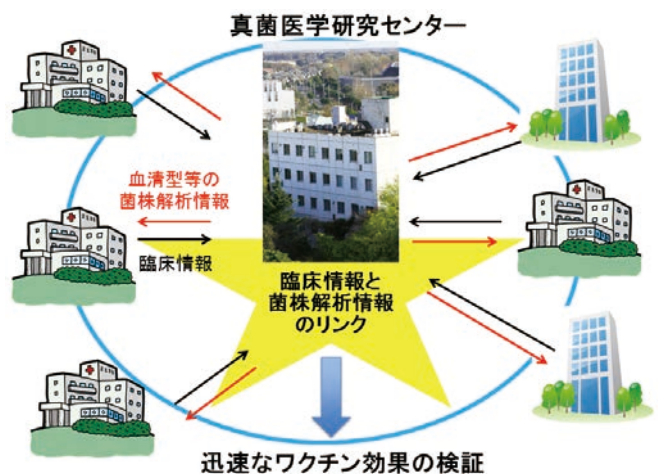 真菌医学研究センター
血清型等の
菌株解析情報
臨床情報
臨床情報と
菌株解析情報
のリンク
迅速なワクチン効果の検証